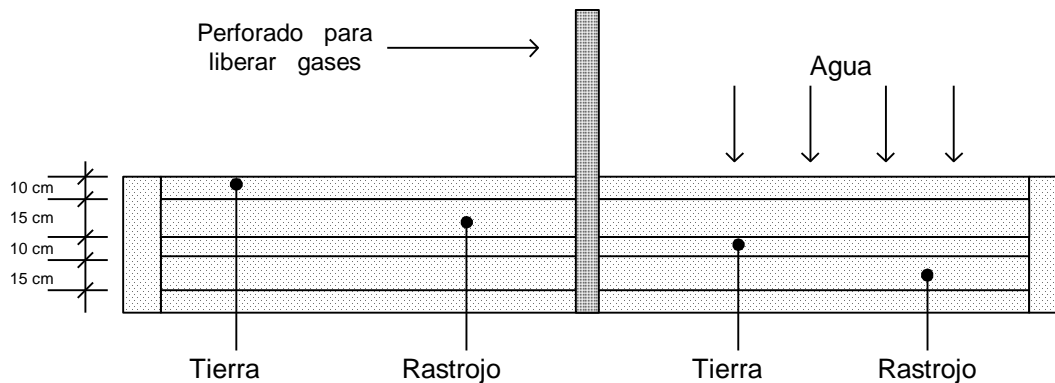 Perforado para
liberar gases
Agua
10 cm
15 cm
10 cm
15 cm
Tierra
Rastrojo
Tierra
Rastrojo